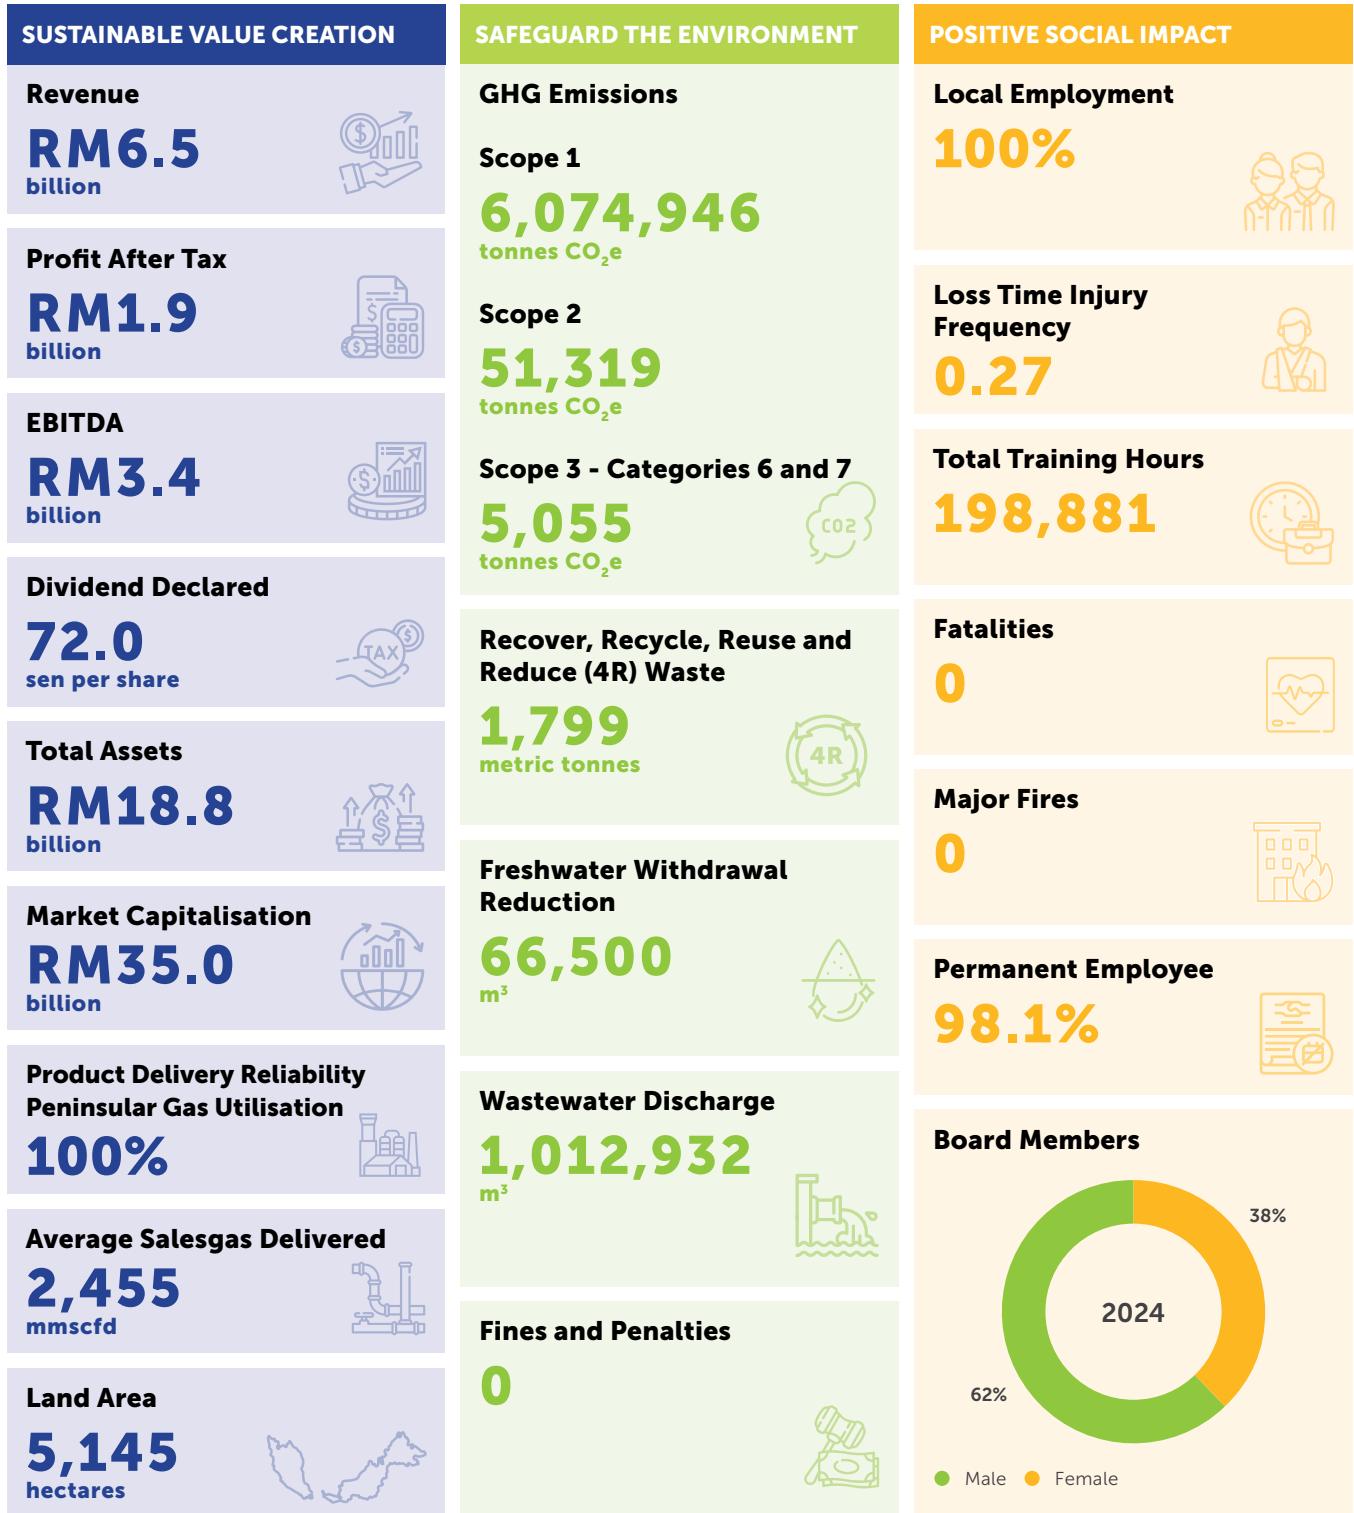 SUSTAINABLE VALUE CREATION
Revenue
RM6.5
billion
Profit After Tax
RM1.9
billion
EBITDA
RM3.4
billion
Dividend Declared
72.0
sen per share
TAX
Total Assets
RM18.8
billion
Market Capitalisation
RM35.0
billion
Product Delivery Reliability
Peninsular Gas Utilisation
100%
Average Salesgas Delivered
2,455
mmscfd
Land Area
5,145
hectares
SAFEGUARD THE ENVIRONMENT
GHG Emissions
Scope 1
6,074,946
tonnes CO₂e
Scope 2
51,319
tonnes CO₂e
Scope 3 - Categories 6 and 7
5,055
tonnes CO₂e
CO2
Recover, Recycle, Reuse and
Reduce (4R) Waste
1,799
metric tonnes
4R
Freshwater Withdrawal
Reduction
66,500
m³
Wastewater Discharge
1,012,932
m³
Fines and Penalties
0
POSITIVE SOCIAL IMPACT
Local Employment
100%
Loss Time Injury
Frequency
0.27
Total Training Hours
198,881
Fatalities
0
Major Fires
0
Permanent Employee
98.1%
Board Members
38%
2024
62%
Male Female